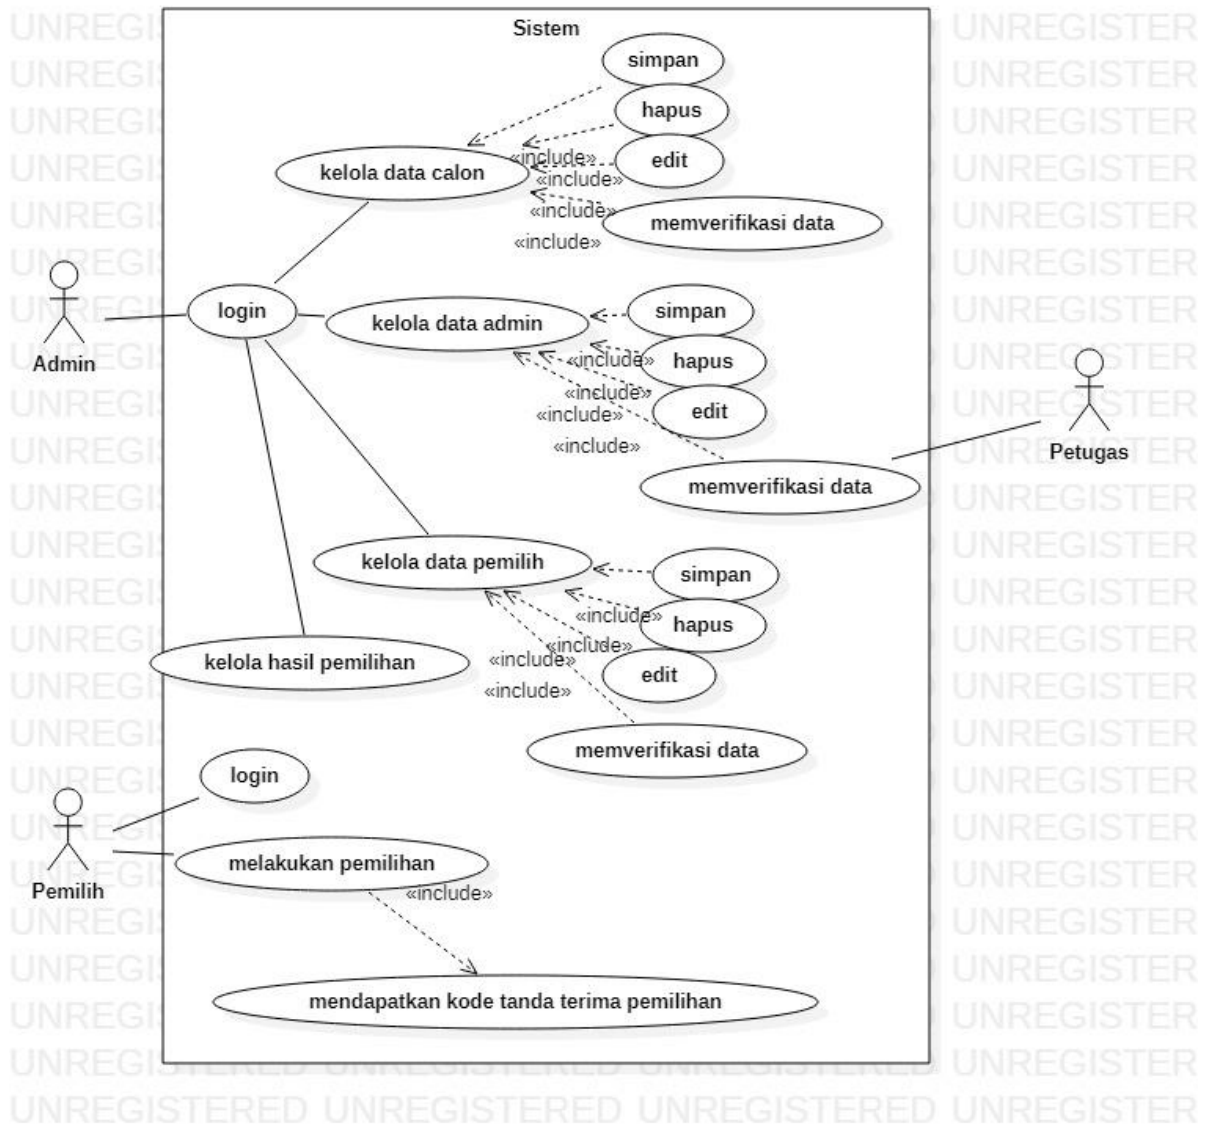 Sistem
simpan
hapus
edit
kelola data calon
«include»
«include»
«include»
«include»
memverifikasi data
login
kelola data admin
simpan
hapus
edit
«include»
«include»
«include»
«include»
memverifikasi data
Admin
Petugas
kelola data pemilih
simpan
hapus
edit
«include»
«include»
«include»
«include»
kelola hasil pemilihan
memverifikasi data
login
Pemilih
melakukan pemilihan
«include»
mendapatkan kode tanda terima pemilihan
UNREGISTERED UNREGISTERED UNREGISTERED UNREGISTER